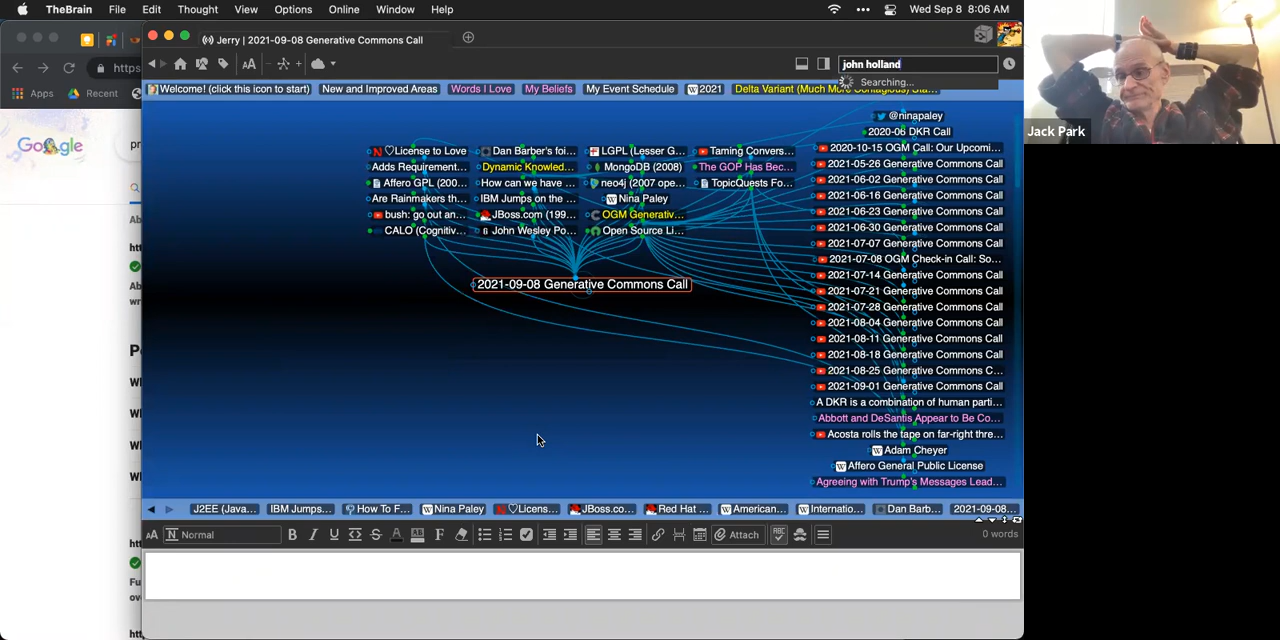 TheBrain File Edit Thought View Options Online Window Help Wed Sep 8 8:06 AM
Jerry | 2021-09-08 Generative Commons Call
https
AA
john holland
Searching...
Apps Recent
Welcome! (click this icon to start) New and Improved Areas Words I Love My Beliefs My Event Schedule 2021 Delta Variant (Much More Contagious) Sta...
Jack Park
Google
pr
@ninapaley
2020-06 DKR Call
2020-10-15 OGM Call: Our Upcomi...
2021-05-26 Generative Commons Call
2021-06-02 Generative Commons Call
2021-06-16 Generative Commons Call
2021-06-23 Generative Commons Call
2021-06-30 Generative Commons Call
2021-07-07 Generative Commons Call
2021-07-08 OGM Check-in Call: So...
2021-07-14 Generative Commons Call
2021-07-21 Generative Commons Call
2021-07-28 Generative Commons Call
2021-08-04 Generative Commons Call
2021-08-11 Generative Commons Call
2021-08-18 Generative Commons Call
2021-08-25 Generative Commons C...
2021-09-01 Generative Commons Call
A DKR is a combination of human parti...
Abbott and DeSantis Appear to Be Co...
Acosta rolls the tape on far-right thre...
Adam Cheyer
Affero General Public License
Agreeing with Trump's Messages Lead...
♡License to Love Dan Barber's foi... LGPL (Lesser G... Taming Convers...
Adds Requirement... Dynamic Knowled... MongoDB (2008) The GOP Has Bec...
Affero GPL (200... How can we have ... neo4j (2007 ope... TopicQuests Fo...
Are Rainmakers th... IBM Jumps on the ... Nina Paley
bush: go out an... JBoss.com (199... OGM Generativ...
CALO (Cognitiv... John Wesley Po... Open Source Li...
2021-09-08 Generative Commons Call
J2EE (Java... IBM Jumps... How To F... Nina Paley ♡Licens... JBoss.co... Red Hat ... American... Internatio... Dan Barb... 2021-09-08...
AA N Normal B I U S A F Attach 0 words